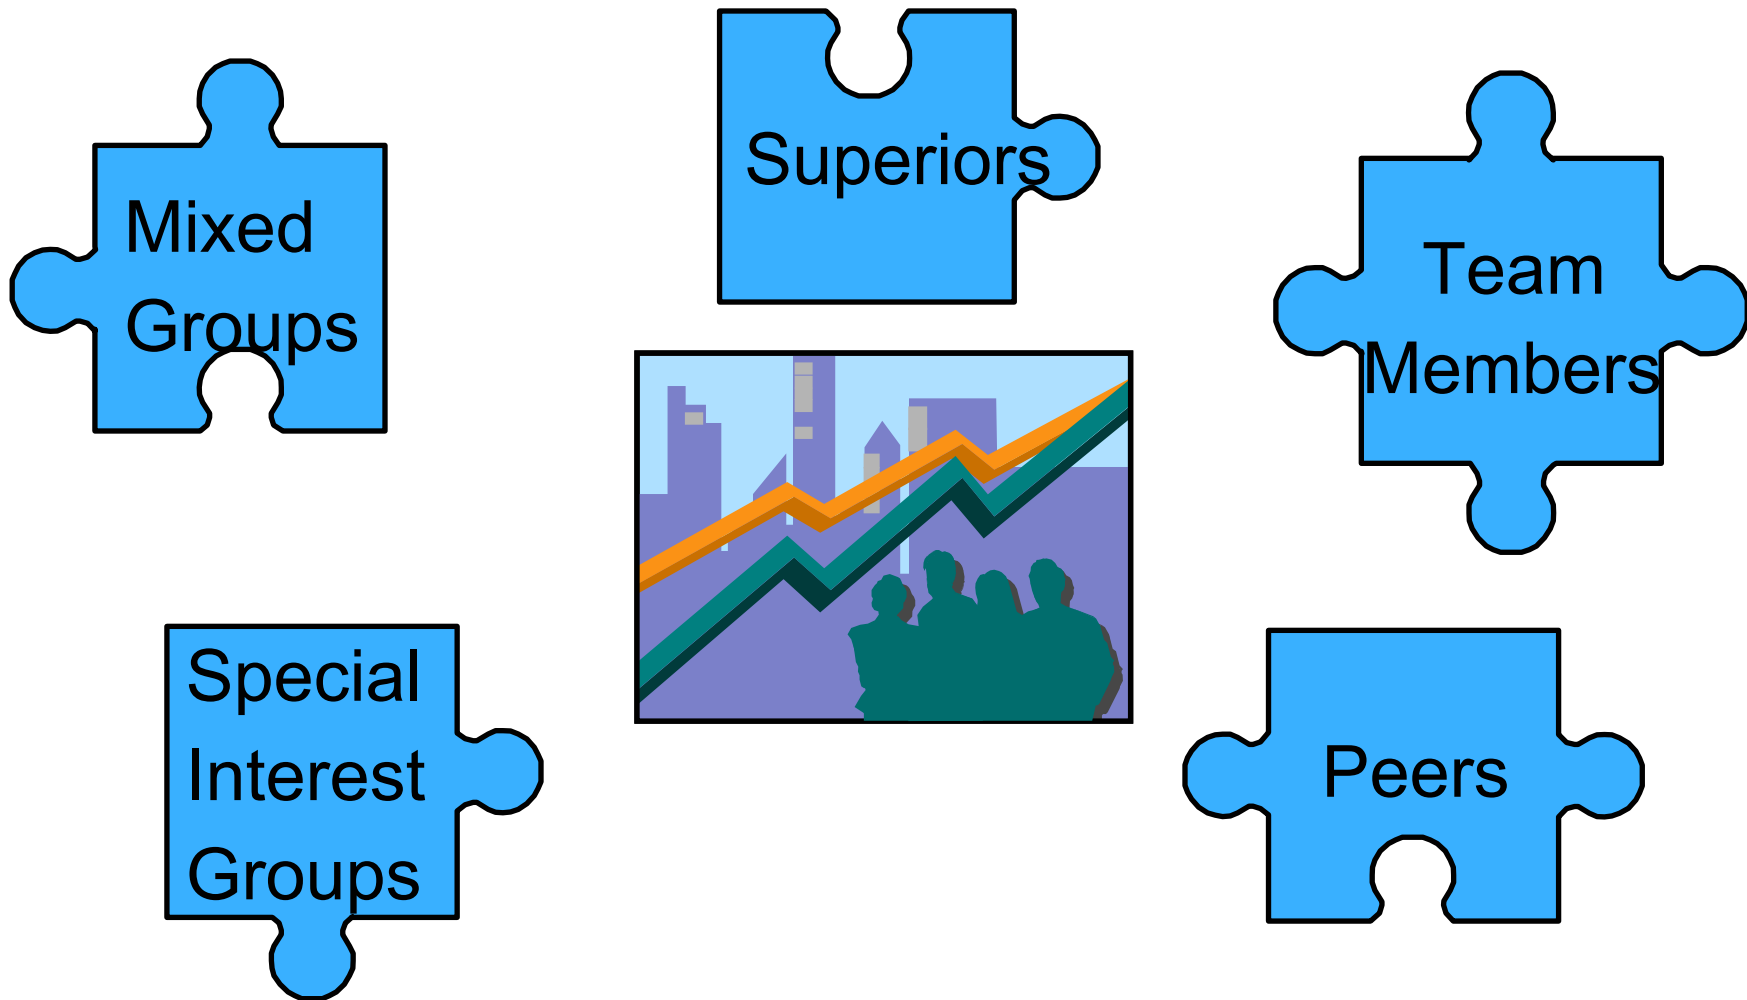 Mixed
Groups
Superiors
Team
Members
Special
Interest
Groups
Peers